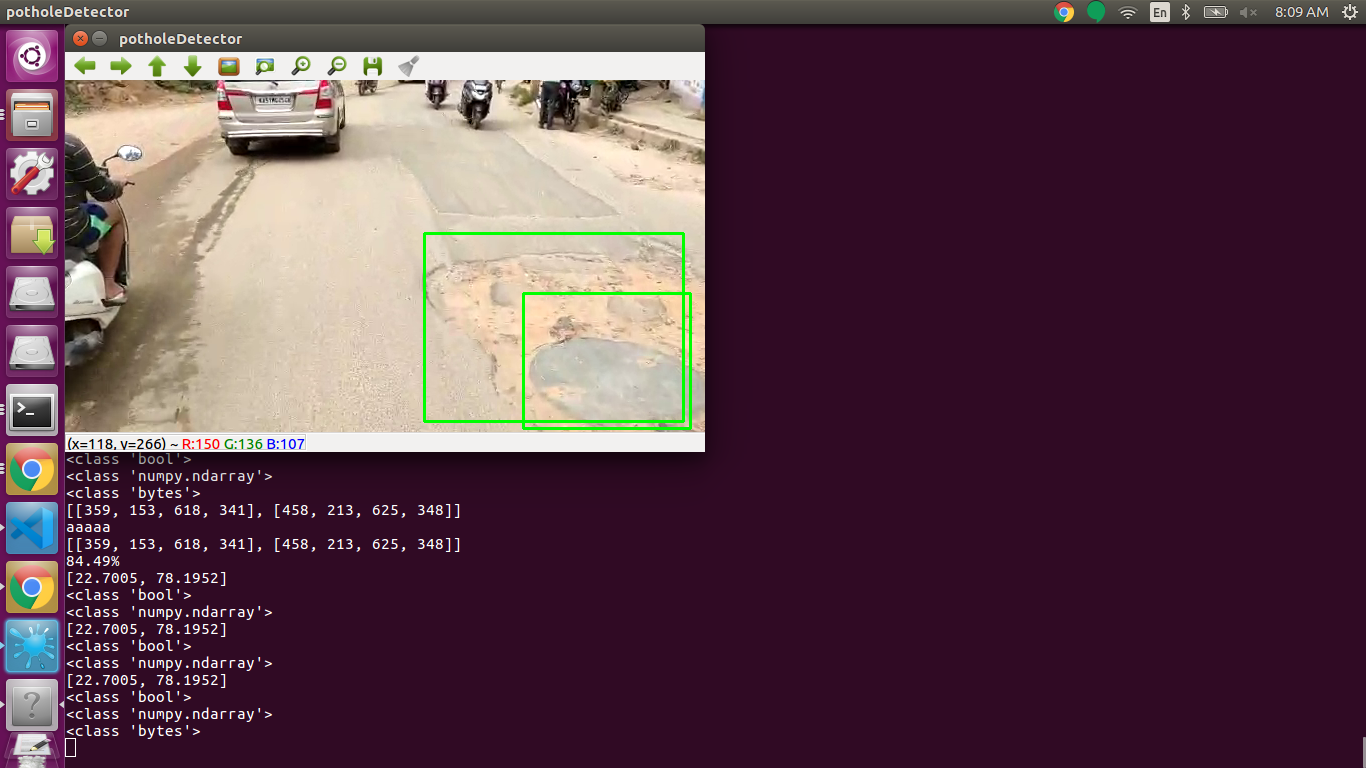 potholeDetector
En
8:09 AM
potholeDetector
(x=118, y=266) ~ R:150 G:136 B:107
<class 'bool'>
<class 'numpy.ndarray'>
<class 'bytes'>
[[359, 153, 618, 341], [458, 213, 625, 348]]
aaaaa
[[359, 153, 618, 341], [458, 213, 625, 348]]
84.49%
[22.7005, 78.1952]
<class 'bool'>
<class 'numpy.ndarray'>
[22.7005, 78.1952]
<class 'bool'>
<class 'numpy.ndarray'>
[22.7005, 78.1952]
<class 'bool'>
<class 'numpy.ndarray'>
<class 'bytes'>